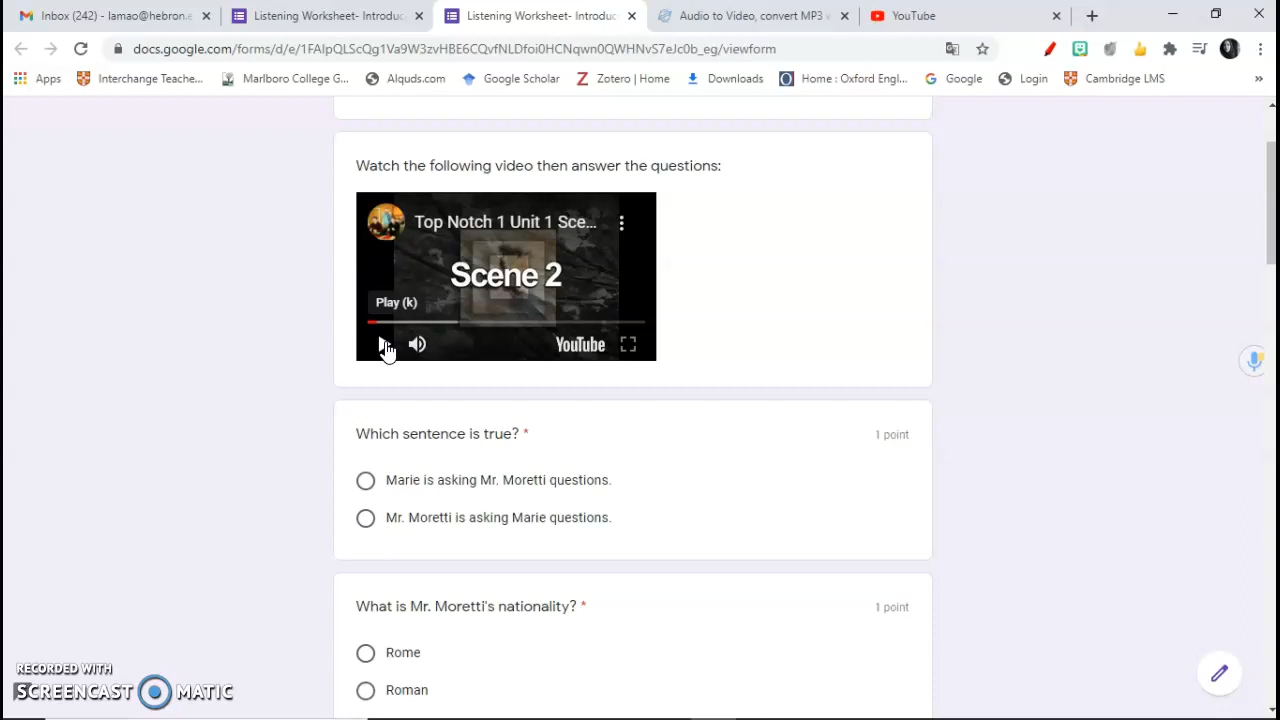 Inbox (242) - lamao@hebron.e
Listening Worksheet- Introduc
Listening Worksheet- Introduc
Audio to Video, convert MP3 v
YouTube
docs.google.com/forms/d/e/1FAIpQLScQg1Va9W3zvHBE6CQvfNLDfoi0HCNqwn0QWHNvS7eJc0b_eg/viewform
Apps
Interchange Teache...
Marlboro College G...
Alquds.com
Google Scholar
Zotero | Home
Downloads
Home : Oxford Engl...
Google
Login
Cambridge LMS
»
Watch the following video then answer the questions:
Top Notch 1 Unit 1 Sce...
Scene 2
Play (k)
YouTube
Which sentence is true? *
1 point
Marie is asking Mr. Moretti questions.
Mr. Moretti is asking Marie questions.
What is Mr. Moretti's nationality? *
1 point
Rome
Roman
RECORDED WITH
SCREENCAST MATIC